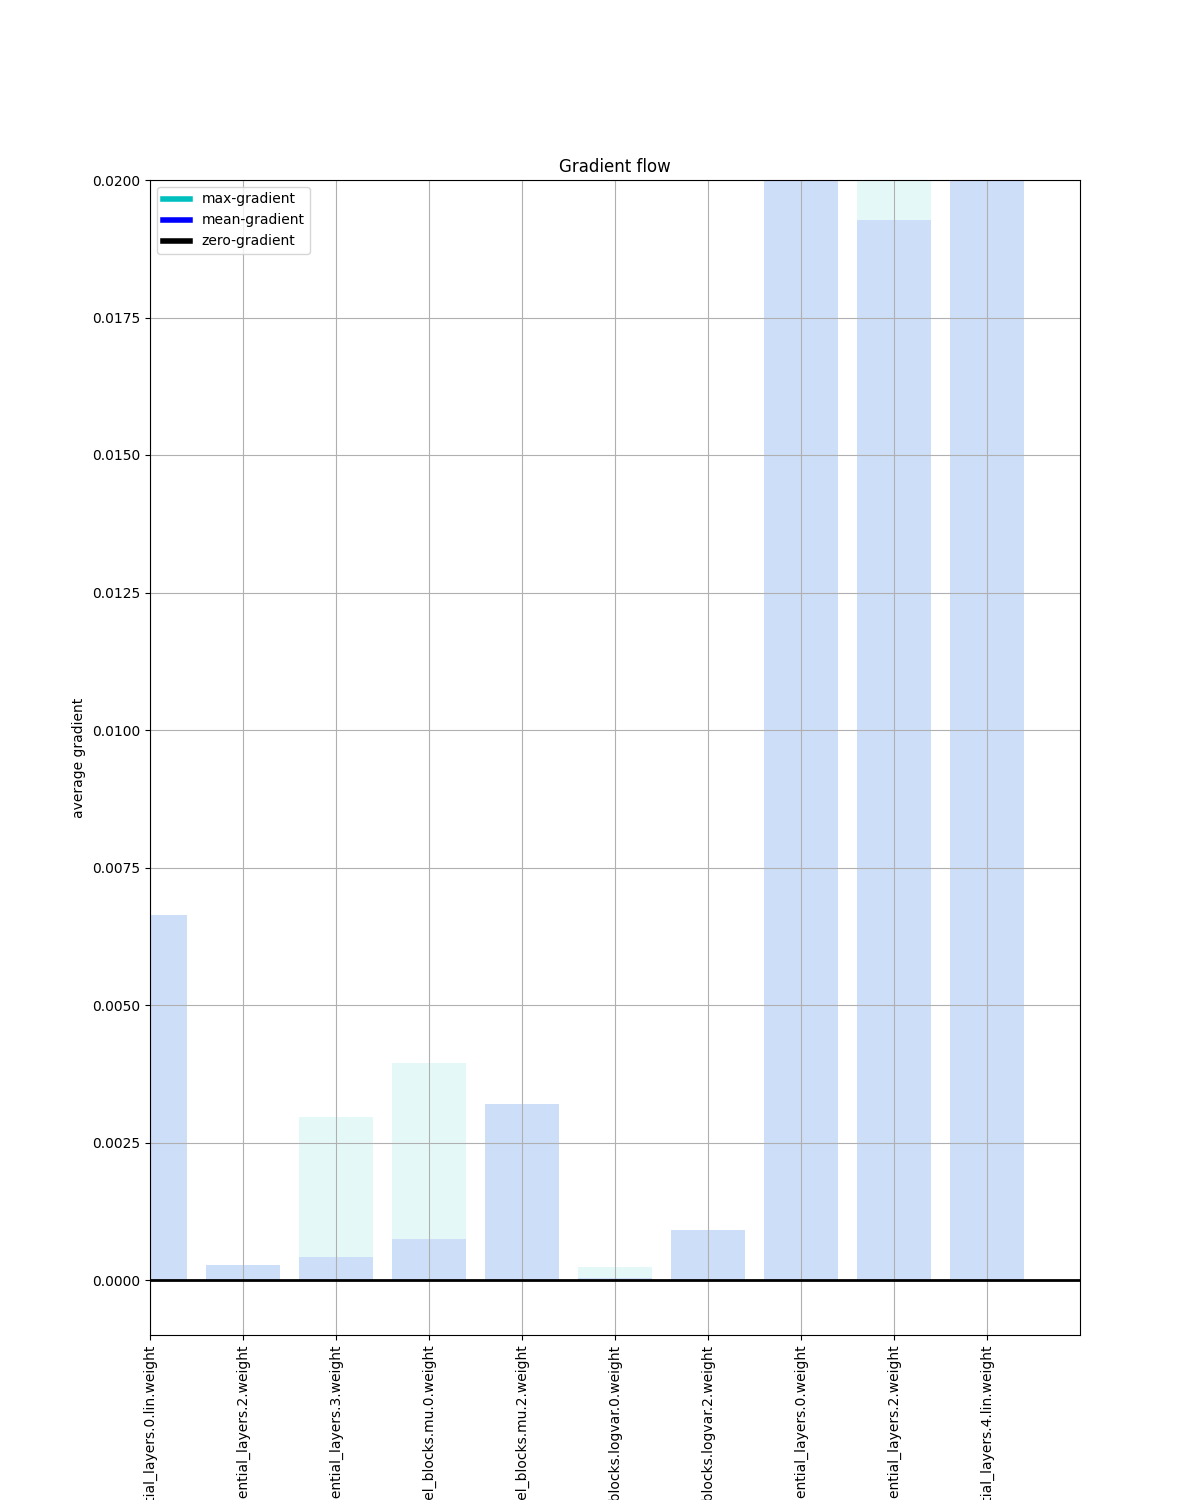 Gradient flow
max-gradient
mean-gradient
zero-gradient
0.0200
0.0175
0.0150
0.0125
0.0100
0.0075
0.0050
0.0025
0.0000
average gradient
tial_layers.0.lin.weight
ential_layers.2.weight
ential_layers.3.weight
el_blocks.mu.0.weight
el_blocks.mu.2.weight
blocks.logvar.0.weight
blocks.logvar.2.weight
ential_layers.0.weight
ential_layers.2.weight
tial_layers.4.lin.weight